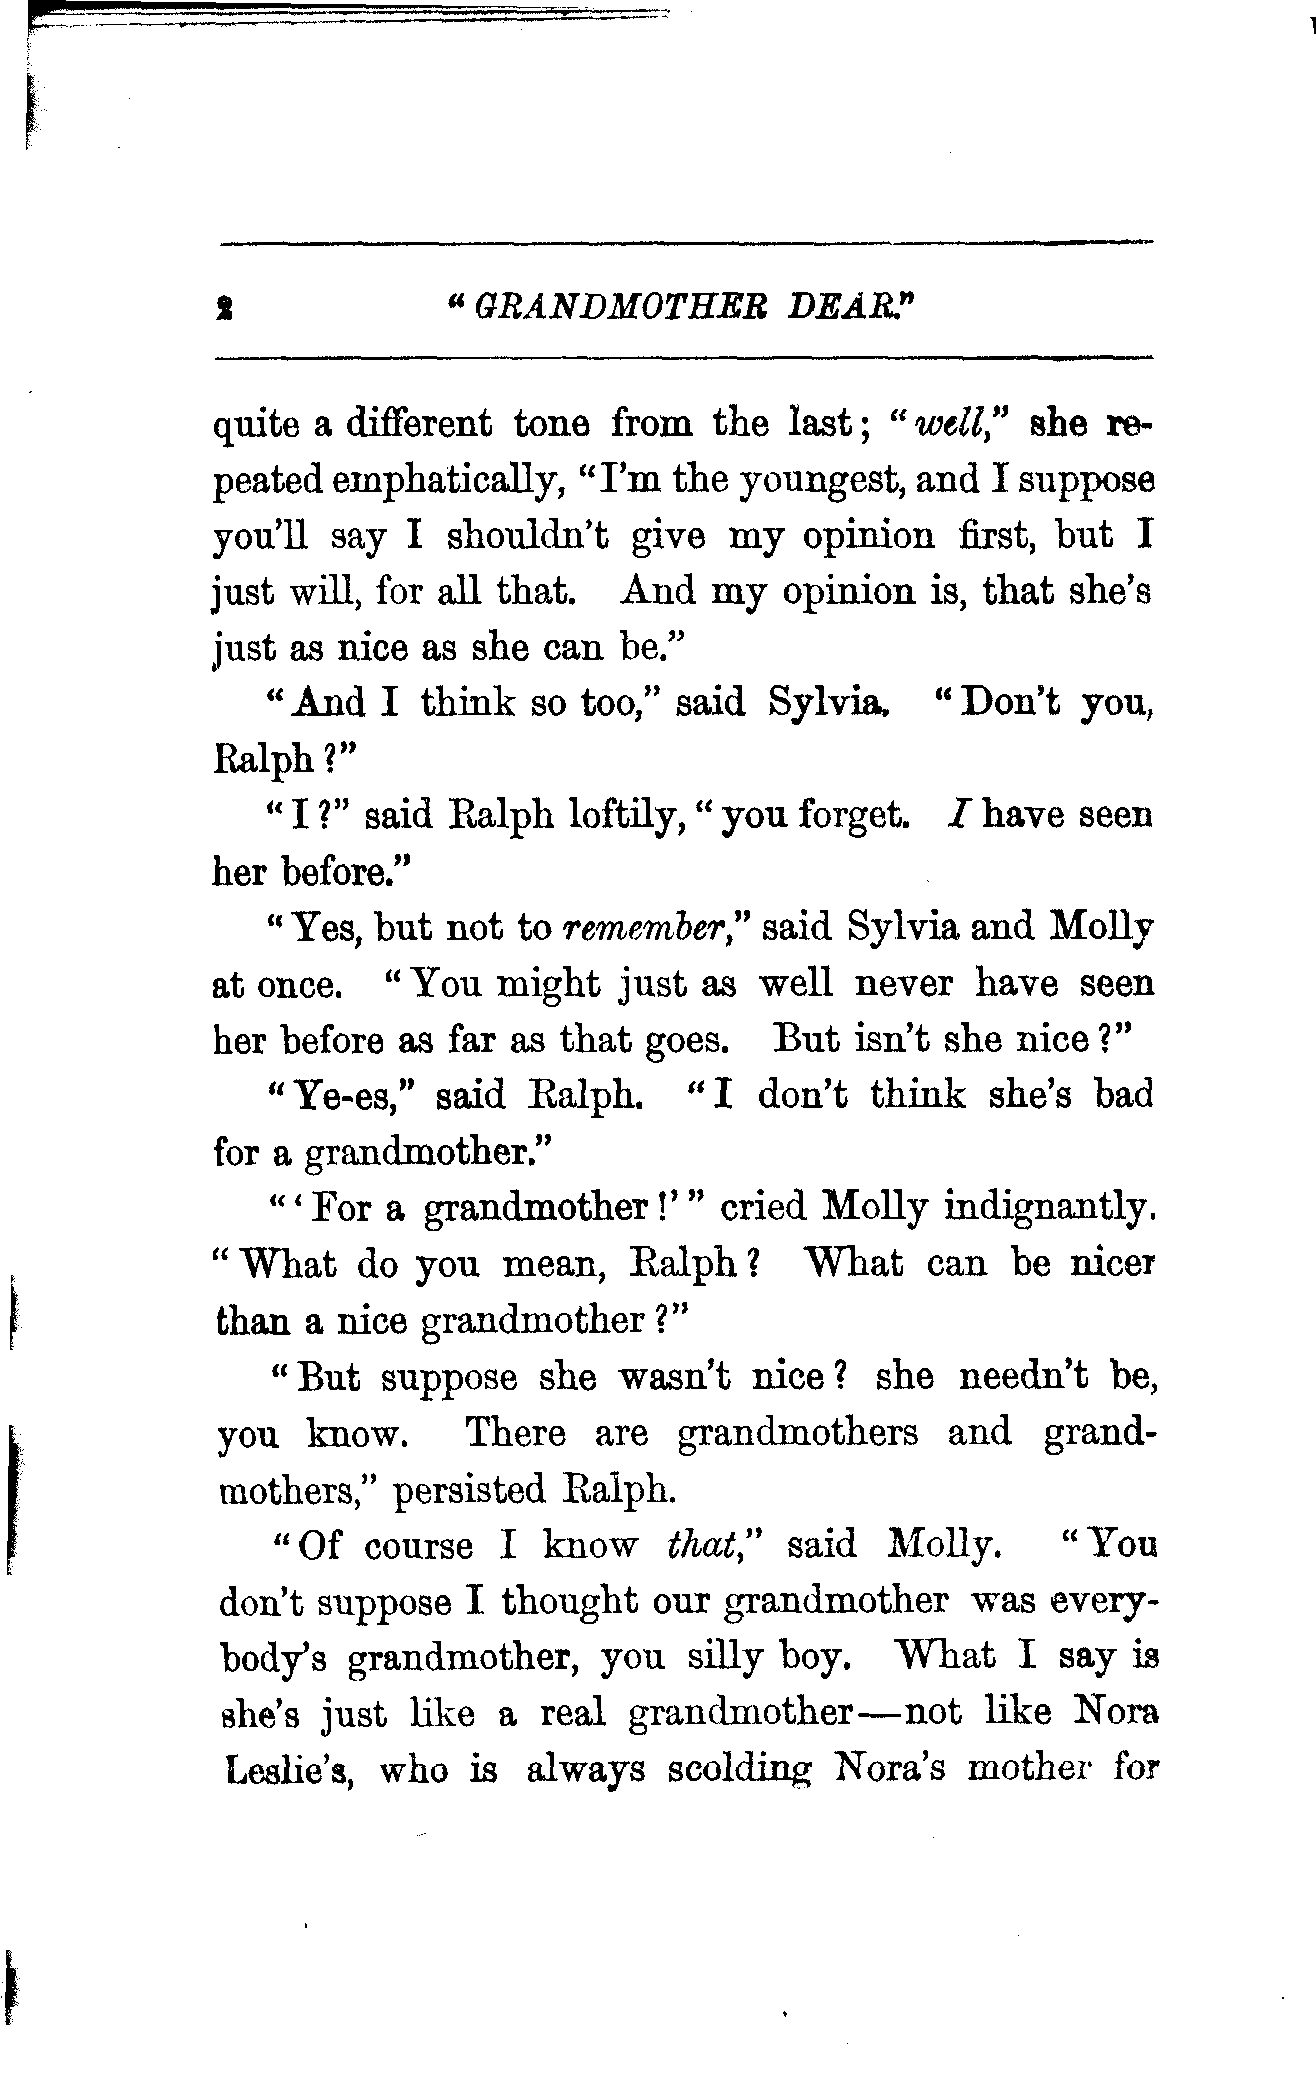 2 "GRANDMOTHER DEAR."
quite a different tone from the last; "well," she re-
peated emphatically, "I'm the youngest, and I suppose
you'll say I shouldn't give my opinion first, but I
just will, for all that. And my opinion is, that she's
just as nice as she can be."
"And I think so too," said Sylvia. "Don't you,
Ralph?"
"I?" said Ralph loftily, "you forget. I have seen
her before."
"Yes, but not to remember," said Sylvia and Molly
at once. "You might just as well never have seen
her before as far as that goes. But isn't she nice?"
"Ye-es," said Ralph. "I don't think she's bad
for a grandmother."
"'For a grandmother!'" cried Molly indignantly.
"What do you mean, Ralph? What can be nicer
than a nice grandmother?"
"But suppose she wasn't nice? she needn't be,
you know. There are grandmothers and grand-
mothers," persisted Ralph.
"Of course I know that," said Molly. "You
don't suppose I thought our grandmother was every-
body's grandmother, you silly boy. What I say is
she's just like a real grandmother—not like Nora
Leslie's, who is always scolding Nora's mother for